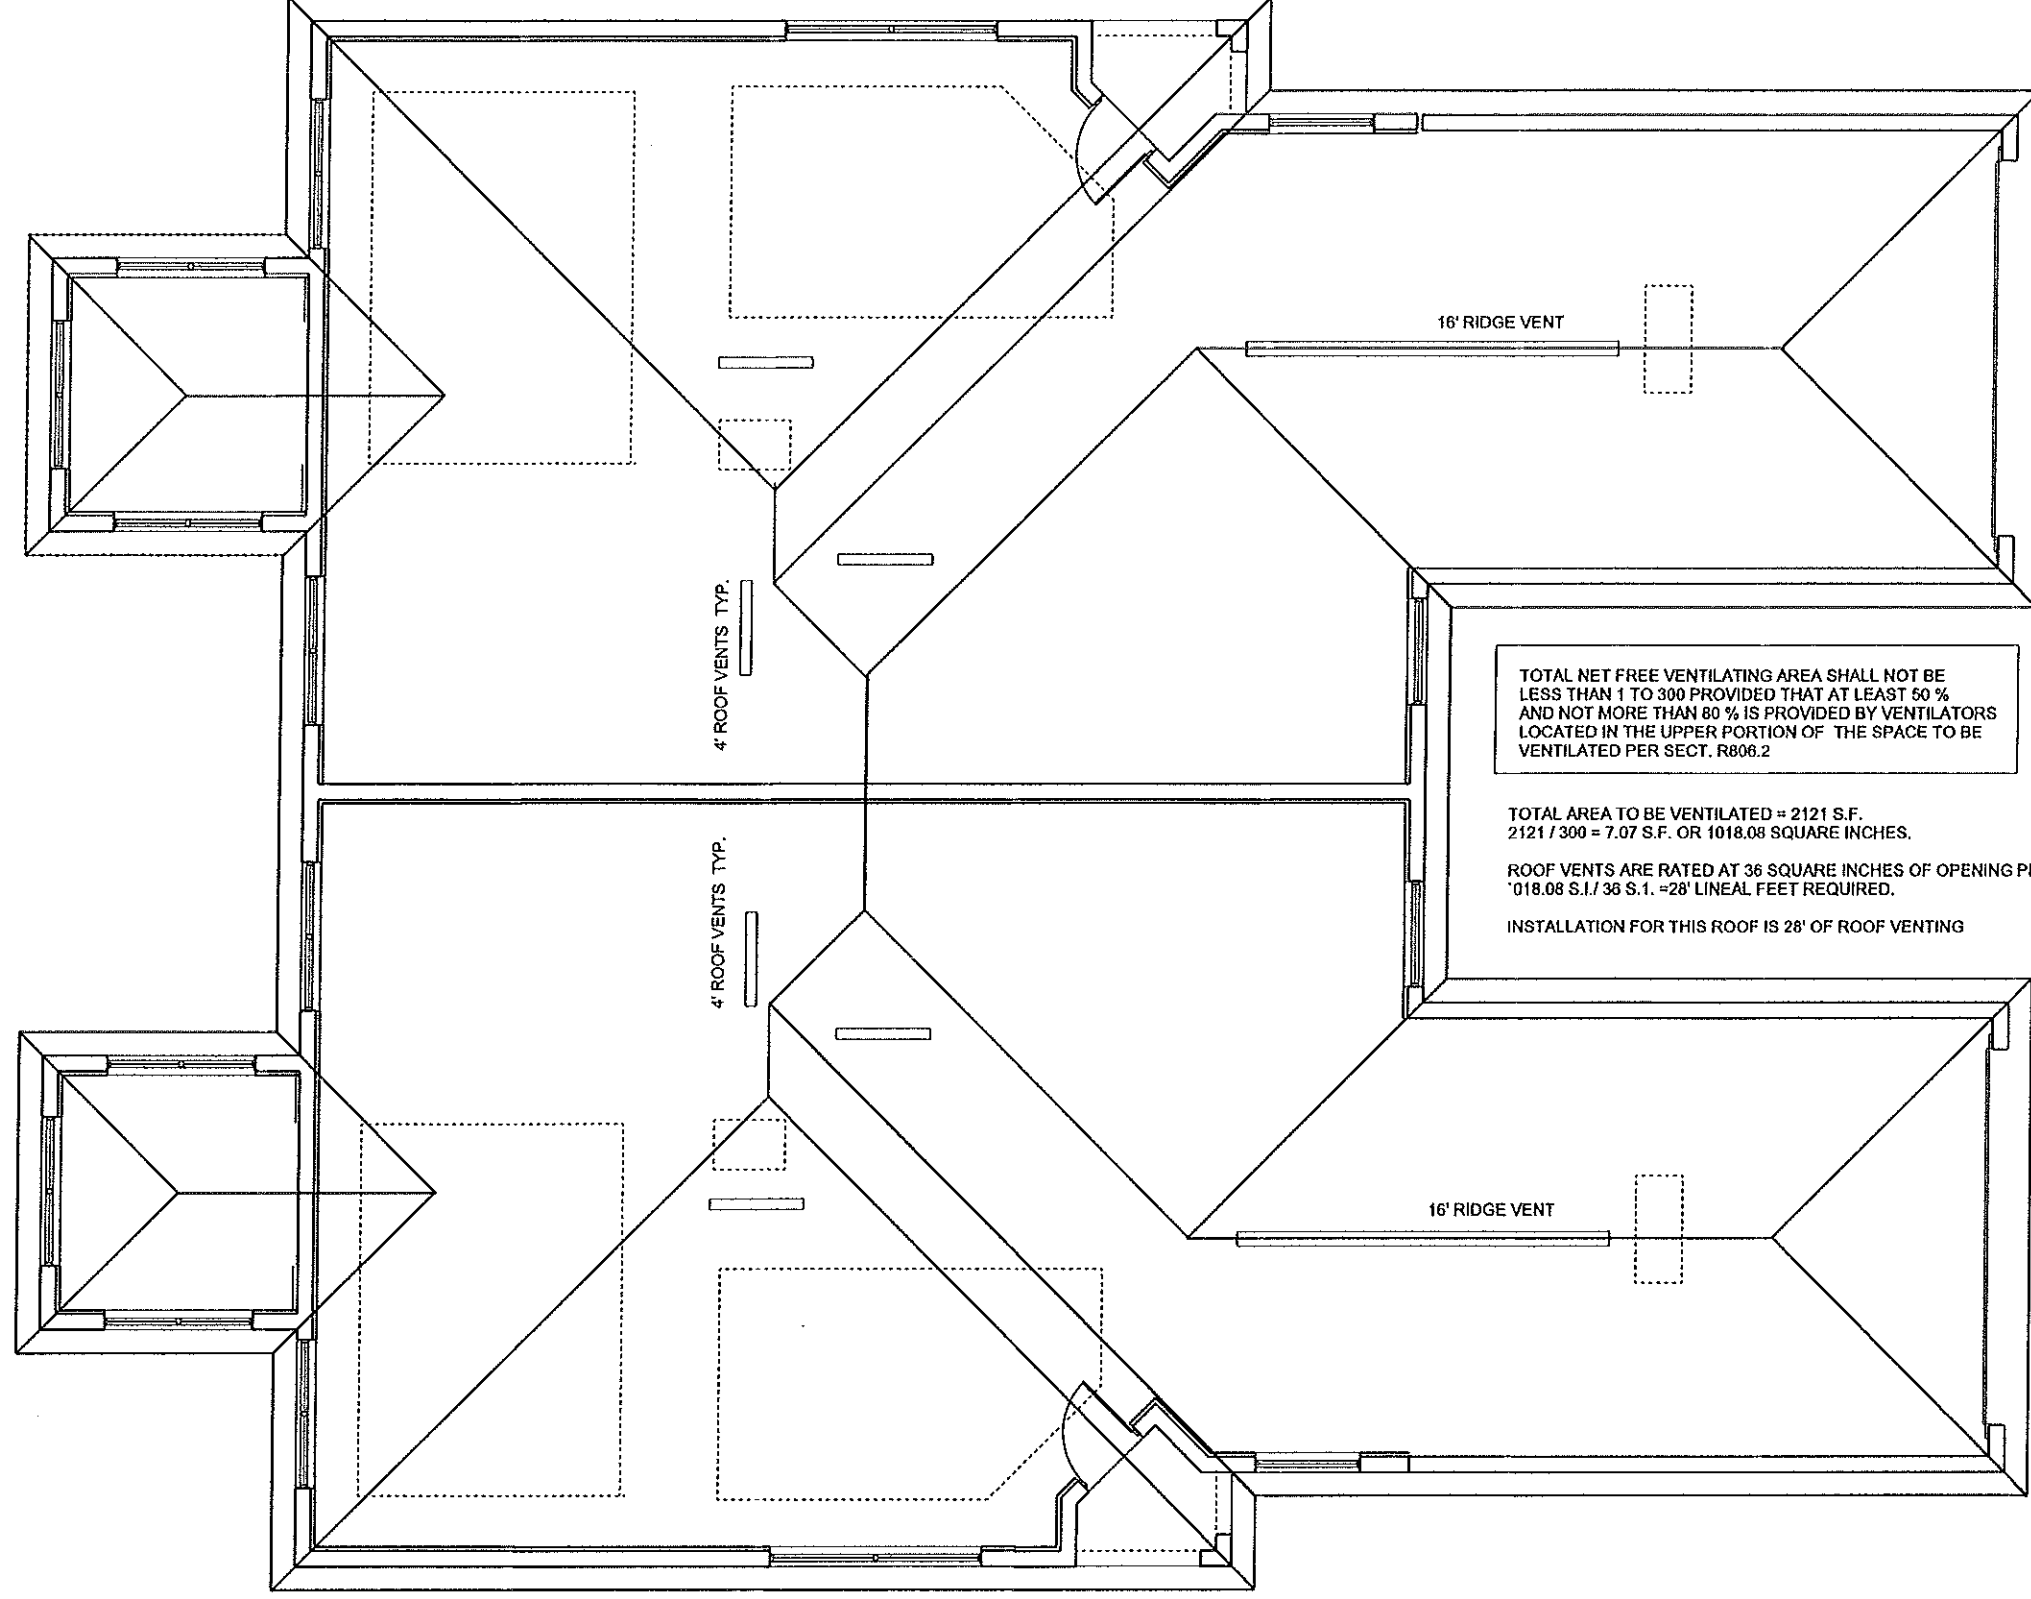 16' RIDGE VENT
4' ROOF VENTS TYP.
TOTAL NET FREE VENTILATING AREA SHALL NOT BE
LESS THAN 1 TO 300 PROVIDED THAT AT LEAST 50 %
AND NOT MORE THAN 80 % IS PROVIDED BY VENTILATORS
LOCATED IN THE UPPER PORTION OF THE SPACE TO BE
VENTILATED PER SECT. R806.2
TOTAL AREA TO BE VENTILATED = 2121 S.F.
2121 / 300 = 7.07 S.F. OR 1018.08 SQUARE INCHES.
ROOF VENTS ARE RATED AT 36 SQUARE INCHES OF OPENING
'018.08 S.I./ 36 S.1. =28' LINEAL FEET REQUIRED.
INSTALLATION FOR THIS ROOF IS 28' OF ROOF VENTING
4' ROOF VENTS TYP.
16' RIDGE VENT